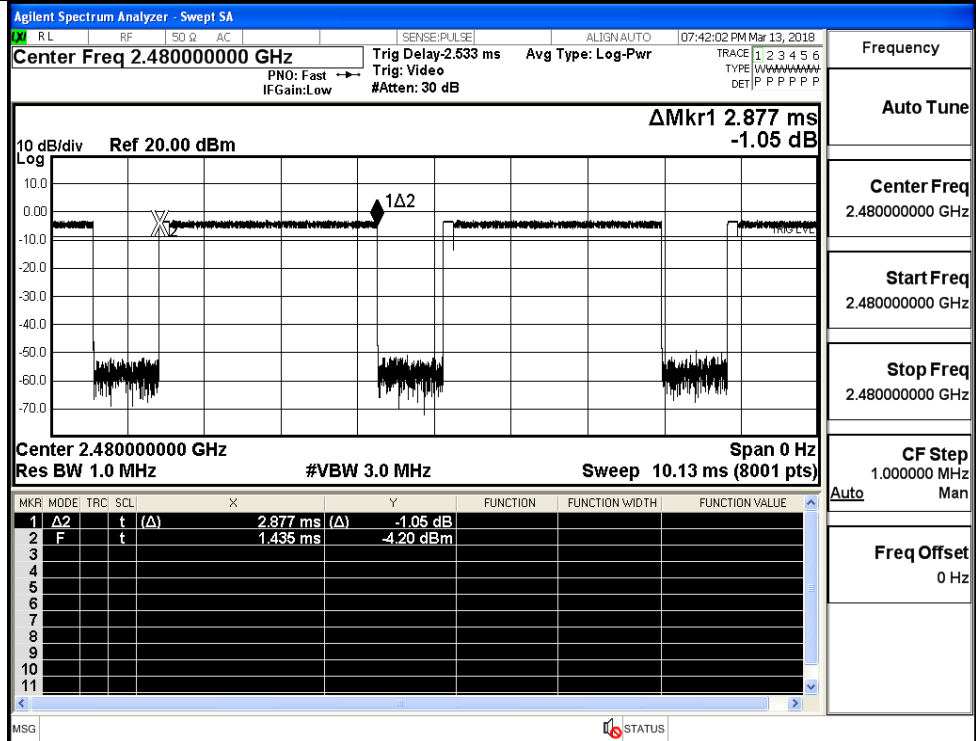 Agilent Spectrum Analyzer - Swept SA
LXI RL RF 50 Ω AC SENSE:PULSE ALIGNAUTO 07:42:02 PM Mar 13, 2018
Center Freq 2.480000000 GHz
PNO: Fast
IFGain:Low
Trig Delay-2.533 ms
Trig: Video
#Atten: 30 dB
Avg Type: Log-Pwr
TRACE 1 2 3 4 5 6
TYPE WWWWWW
DET P P P P P P
ΔMkr1 2.877 ms
-1.05 dB
10 dB/div Ref 20.00 dBm
Log
10.0
0.00
-10.0
-20.0
-30.0
-40.0
-50.0
-60.0
-70.0
1Δ2
2
TRIG LVL
Center 2.480000000 GHz Span 0 Hz
Res BW 1.0 MHz #VBW 3.0 MHz Sweep 10.13 ms (8001 pts)
MKR MODE TRC SCL X Y FUNCTION FUNCTION WIDTH FUNCTION VALUE
1 Δ2 t (Δ) 2.877 ms (Δ) -1.05 dB
2 F t 1.435 ms -4.20 dBm
3
4
5
6
7
8
9
10
11
MSG STATUS
Frequency
Auto Tune
Center Freq
2.480000000 GHz
Start Freq
2.480000000 GHz
Stop Freq
2.480000000 GHz
CF Step
1.000000 MHz
Auto Man
Freq Offset
0 Hz